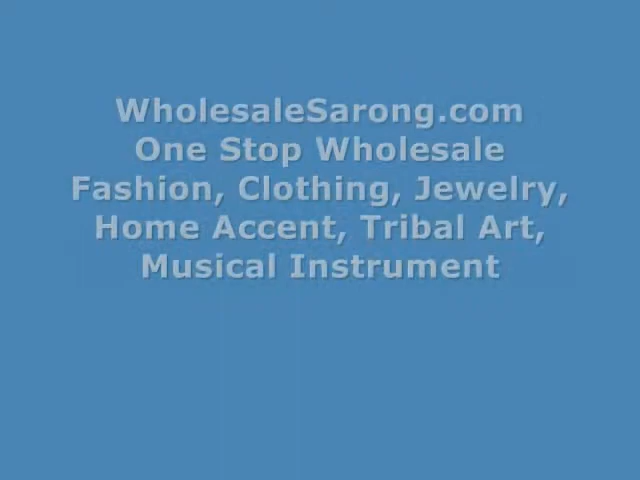 WholesaleSarong.com
One Stop Wholesale
Fashion, Clothing, Jewelry,
Home Accent, Tribal Art,
Musical Instrument